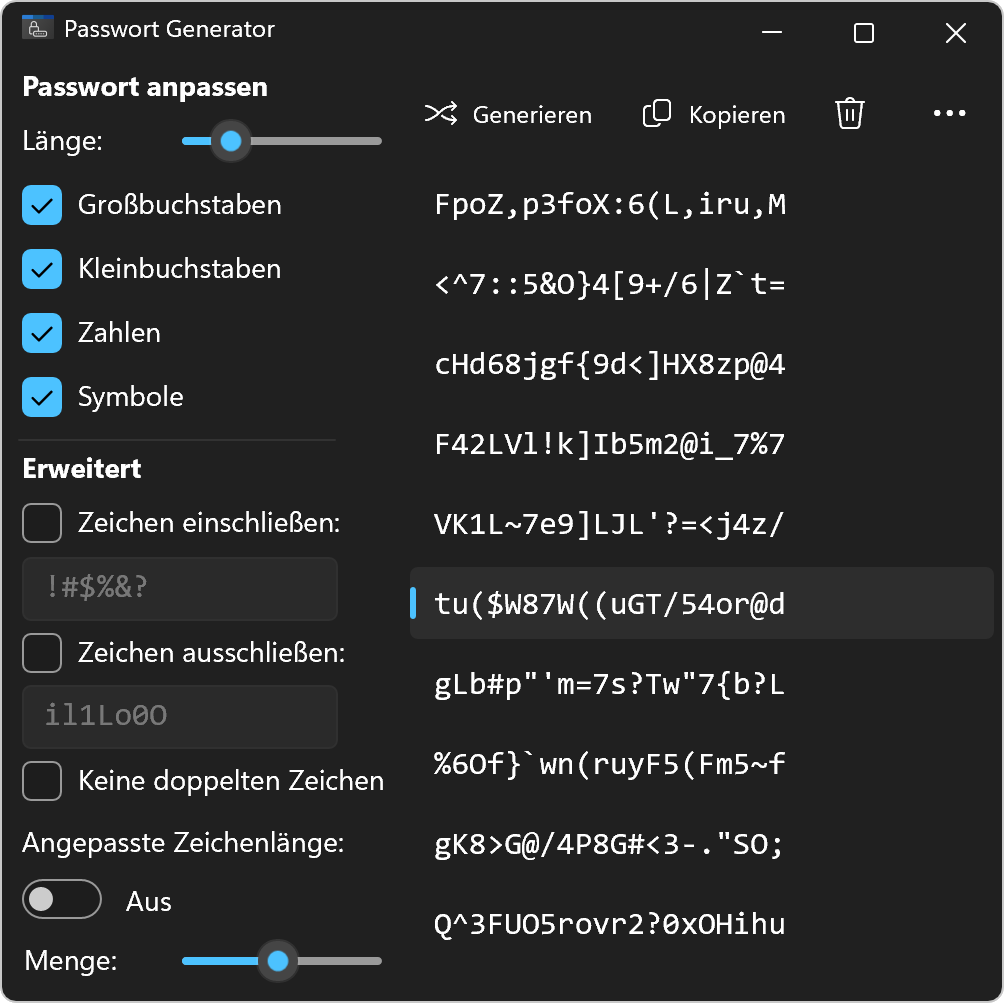 Passwort Generator
Passwort anpassen
Länge:
Großbuchstaben
Kleinbuchstaben
Zahlen
Symbole
Erweitert
Zeichen einschließen:
!#$%&?
Zeichen ausschließen:
il1Lo0O
Keine doppelten Zeichen
Angepasste Zeichenlänge:
Aus
Menge:
Generieren
Kopieren
FpoZ,p3foX:6(L,iru,M
<^7::5&O}4[9+/6|Z`t=
cHd68jgf{9d<]HX8zp@4
F42LVl!k]Ib5m2@i_7%7
VK1L~7e9]LJL'?=<j4z/
tu($W87W((uGT/54or@d
gLb#p"'m=7s?Tw"7{b?L
%6Of}`wn(ruyF5(Fm5~f
gK8>G@/4P8G#<3-."SO;
Q^3FUO5rovr2?0xOHihu